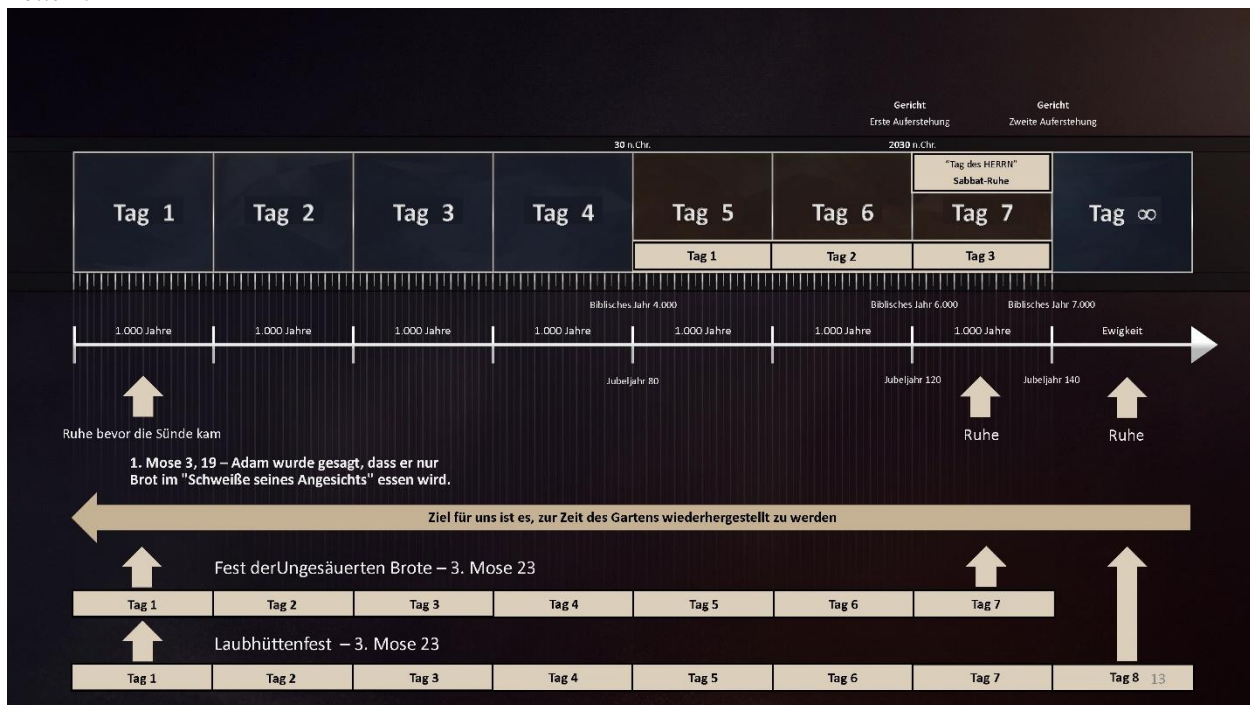 Gericht
Erste Auferstehung
Gericht
Zweite Auferstehung
30 n.Chr.
2030 n.Chr.
"Tag des HERRN"
Sabbat-Ruhe
Tag 1
Tag 2
Tag 3
Tag 4
Tag 5
Tag 6
Tag 7
Tag ∞
Tag 1
Tag 2
Tag 3
Biblisches Jahr 4.000
Biblisches Jahr 6.000
Biblisches Jahr 7.000
1.000 Jahre
1.000 Jahre
1.000 Jahre
1.000 Jahre
1.000 Jahre
1.000 Jahre
1.000 Jahre
Ewigkeit
Jubeljahr 80
Jubeljahr 120
Jubeljahr 140
Ruhe bevor die Sünde kam
Ruhe
Ruhe
1. Mose 3, 19 – Adam wurde gesagt, dass er nur
Brot im "Schweiße seines Angesichts" essen wird.
Ziel für uns ist es, zur Zeit des Gartens wiederhergestellt zu werden
Fest derUngesäuerten Brote – 3. Mose 23
Tag 1
Tag 2
Tag 3
Tag 4
Tag 5
Tag 6
Tag 7
Laubhüttenfest – 3. Mose 23
Tag 1
Tag 2
Tag 3
Tag 4
Tag 5
Tag 6
Tag 7
Tag 8
13